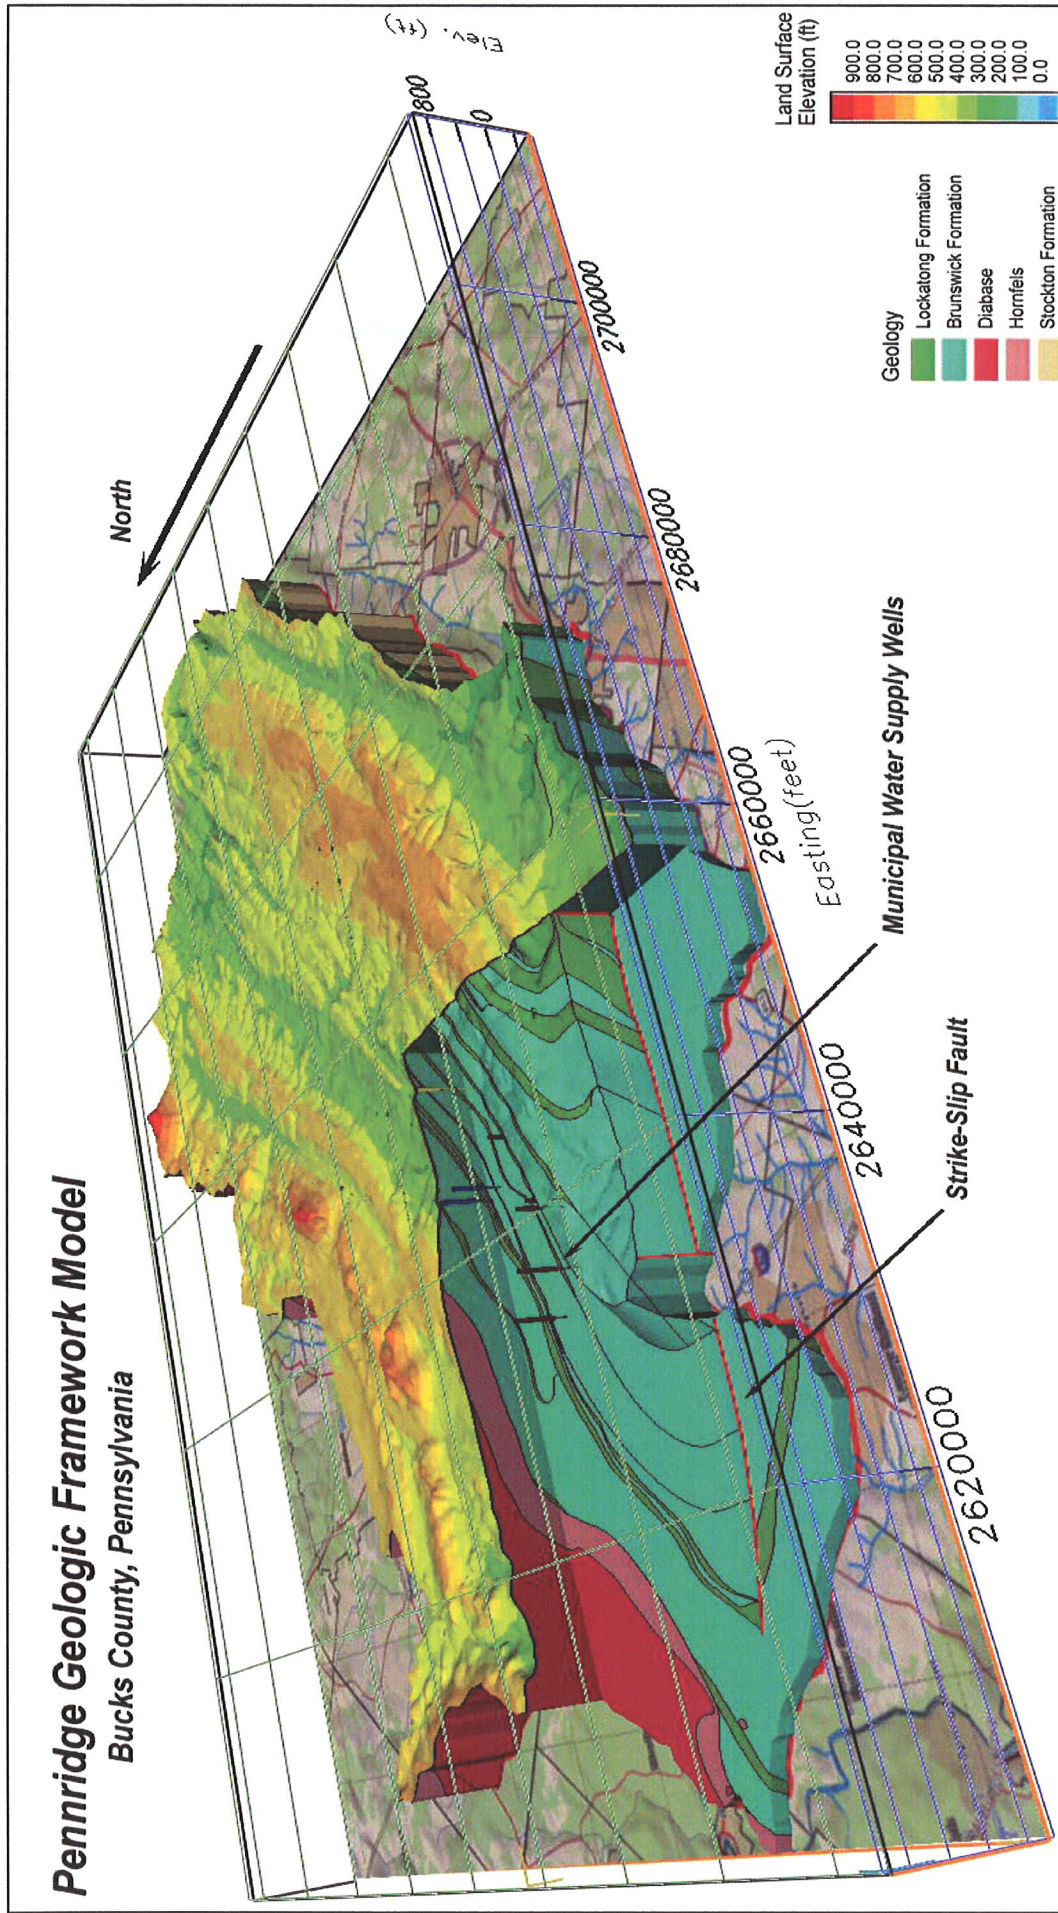 Pennridge Geologic Framework Model
Bucks County, Pennsylvania
North
Elev. (ft)
800
0
2700000
2680000
2660000
Easting(feet)
2640000
2620000
Municipal Water Supply Wells
Strike-Slip Fault
Geology
Lockatong Formation
Brunswick Formation
Diabase
Hornfels
Stockton Formation
Land Surface
Elevation (ft)
900.0
800.0
700.0
600.0
500.0
400.0
300.0
200.0
100.0
0.0